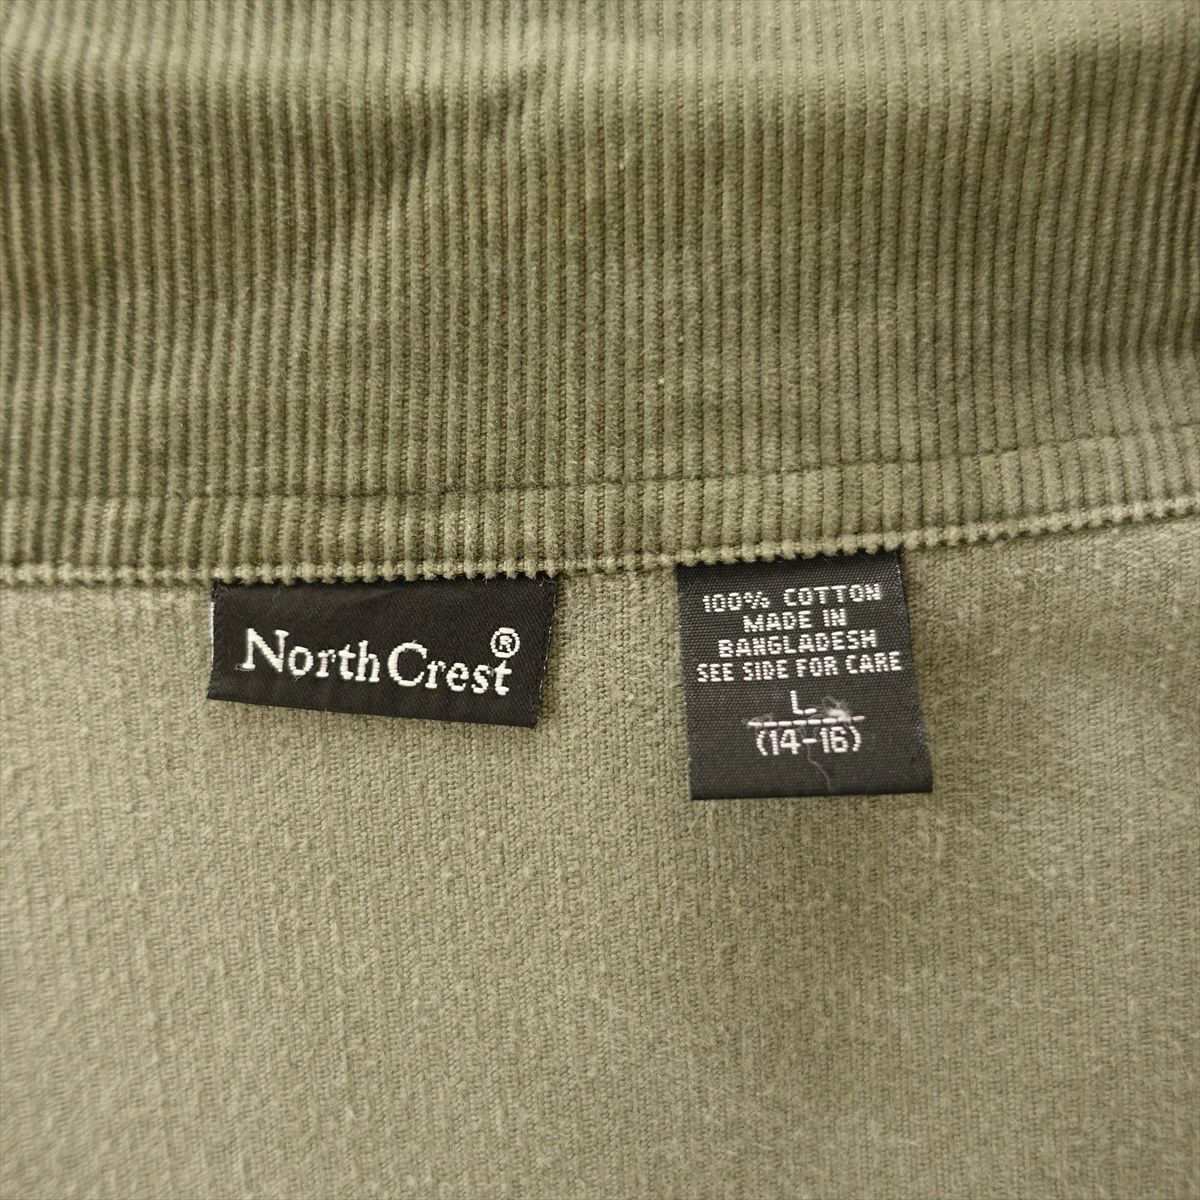 NorthCrest®
100% COTTON
MADE IN
BANGLADESH
SEE SIDE FOR CARE
L
(14-16)